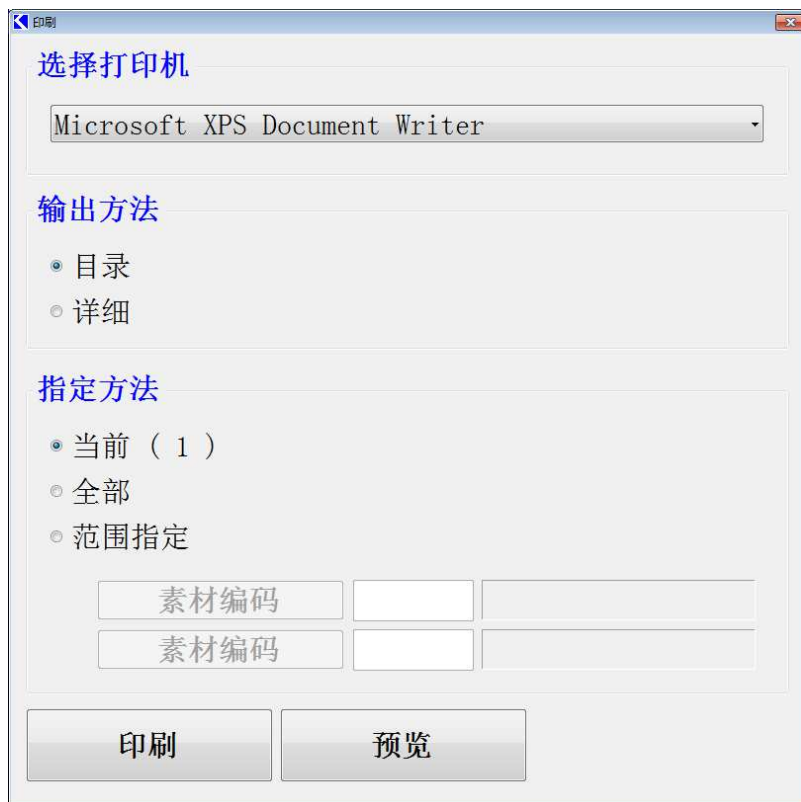 印刷
选择打印机
Microsoft XPS Document Writer
输出方法
目录
详细
指定方法
当前 ( 1 )
全部
范围指定
素材编码
素材编码
印刷 预览